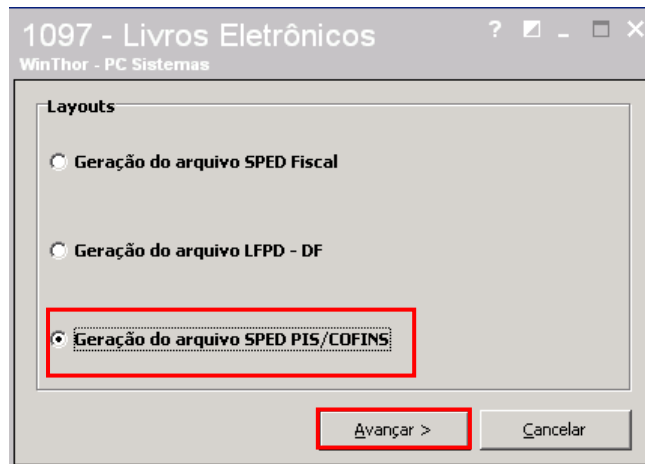 1097 - Livros Eletrônicos
WinThor - PC Sistemas
Layouts
Geração do arquivo SPED Fiscal
Geração do arquivo LFPD - DF
Geração do arquivo SPED PIS/COFINS
Avançar > Cancelar